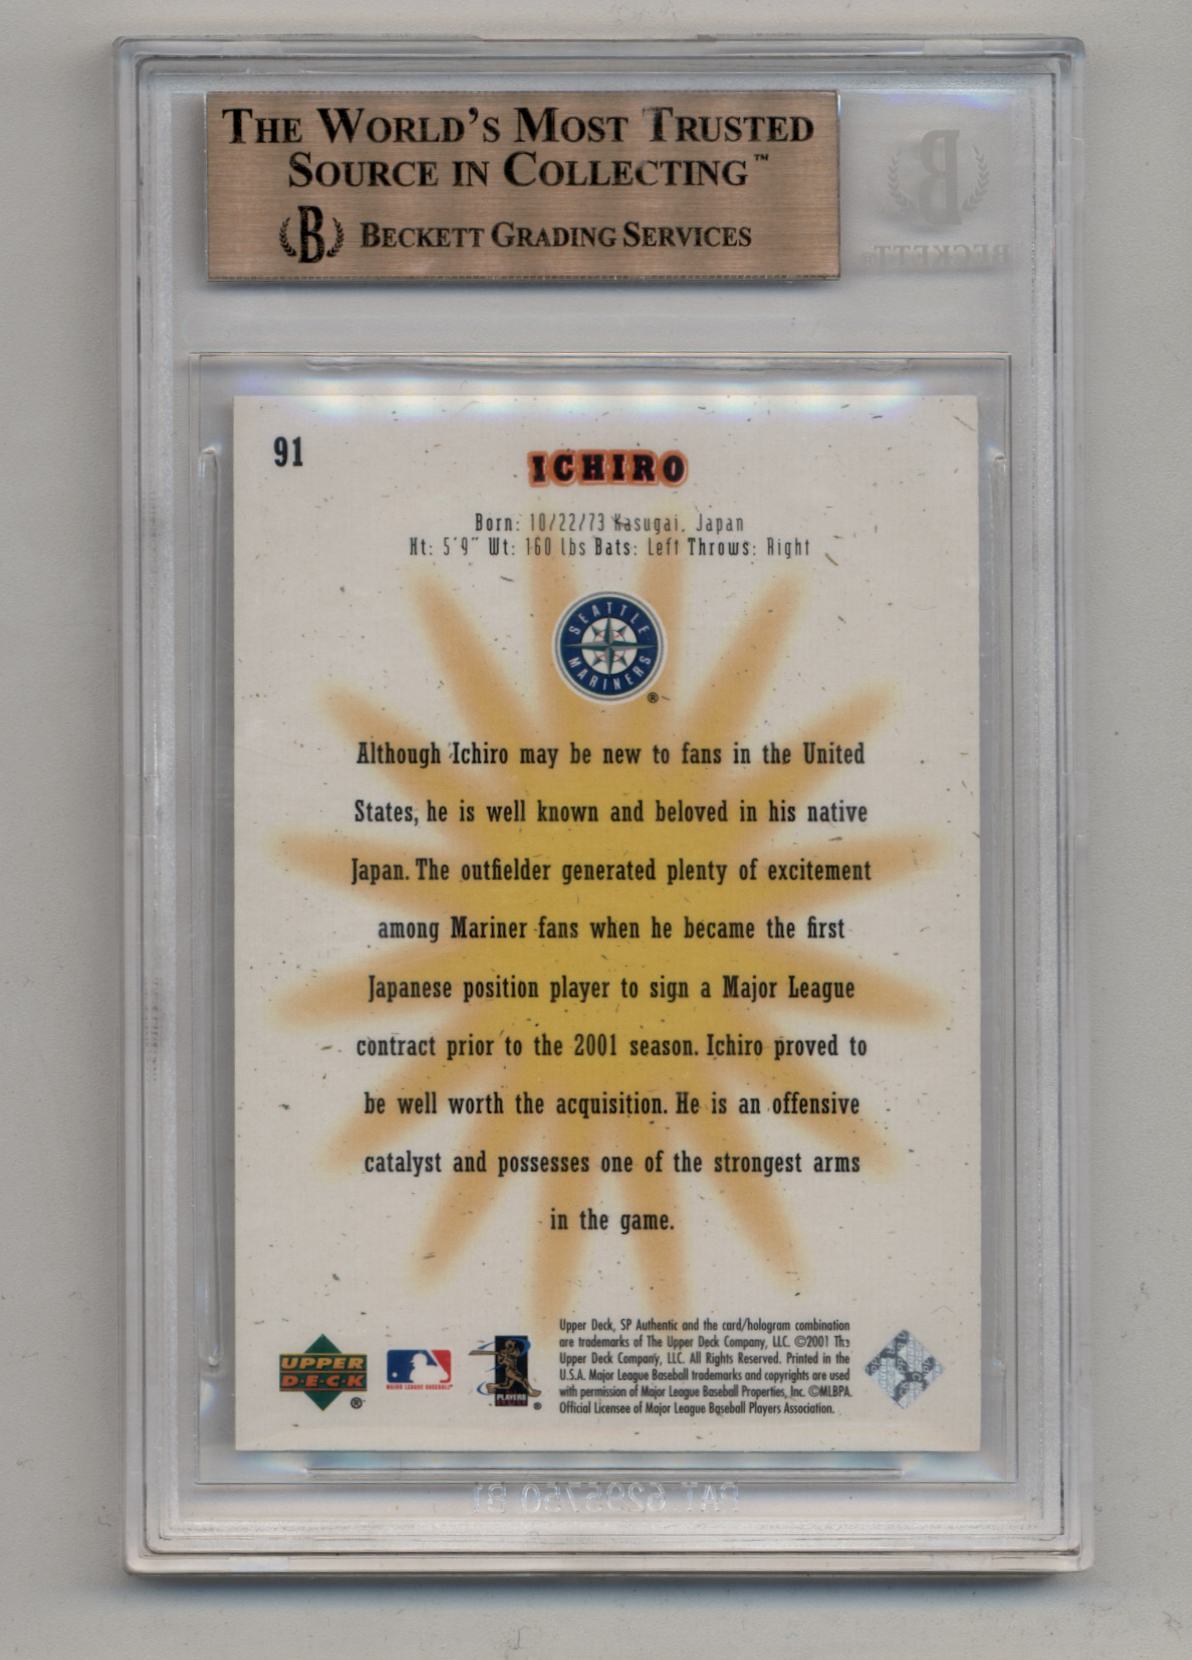 THE WORLD'S MOST TRUSTED
SOURCE IN COLLECTING™
B BECKETT GRADING SERVICES
B
BECKETT™
91
ICHIRO
Born: 10/22/73 Kasugai, Japan
Ht: 5'9" Wt: 160 lbs Bats: Left Throws: Right
SEATTLE
MARINERS
®
Although Ichiro may be new to fans in the United
States, he is well known and beloved in his native
Japan. The outfielder generated plenty of excitement
among Mariner fans when he became the first
Japanese position player to sign a Major League
contract prior to the 2001 season. Ichiro proved to
be well worth the acquisition. He is an offensive
catalyst and possesses one of the strongest arms
in the game.
UPPER
D·E·C·K
®
MAJOR LEAGUE BASEBALL®
PLAYERS
®
Upper Deck, SP Authentic and the card/hologram combination
are trademarks of The Upper Deck Company, LLC. ©2001 The
Upper Deck Company, LLC. All Rights Reserved. Printed in the
U.S.A. Major League Baseball trademarks and copyrights are used
with permission of Major League Baseball Properties, Inc. ©MLBPA.
Official Licensee of Major League Baseball Players Association.
PAT. 6295750 B1